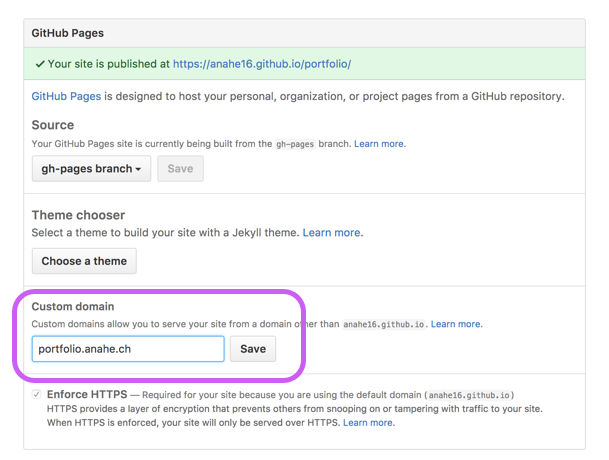 GitHub Pages
✓ Your site is published at https://anahe16.github.io/portfolio/
GitHub Pages is designed to host your personal, organization, or project pages from a GitHub repository.
Source
Your GitHub Pages site is currently being built from the gh-pages branch. Learn more.
gh-pages branch Save
Theme chooser
Select a theme to build your site with a Jekyll theme. Learn more.
Choose a theme
Custom domain
Custom domains allow you to serve your site from a domain other than anahe16.github.io. Learn more.
portfolio.anahe.ch Save
Enforce HTTPS — Required for your site because you are using the default domain (anahe16.github.io)
HTTPS provides a layer of encryption that prevents others from snooping on or tampering with traffic to your site.
When HTTPS is enforced, your site will only be served over HTTPS. Learn more.